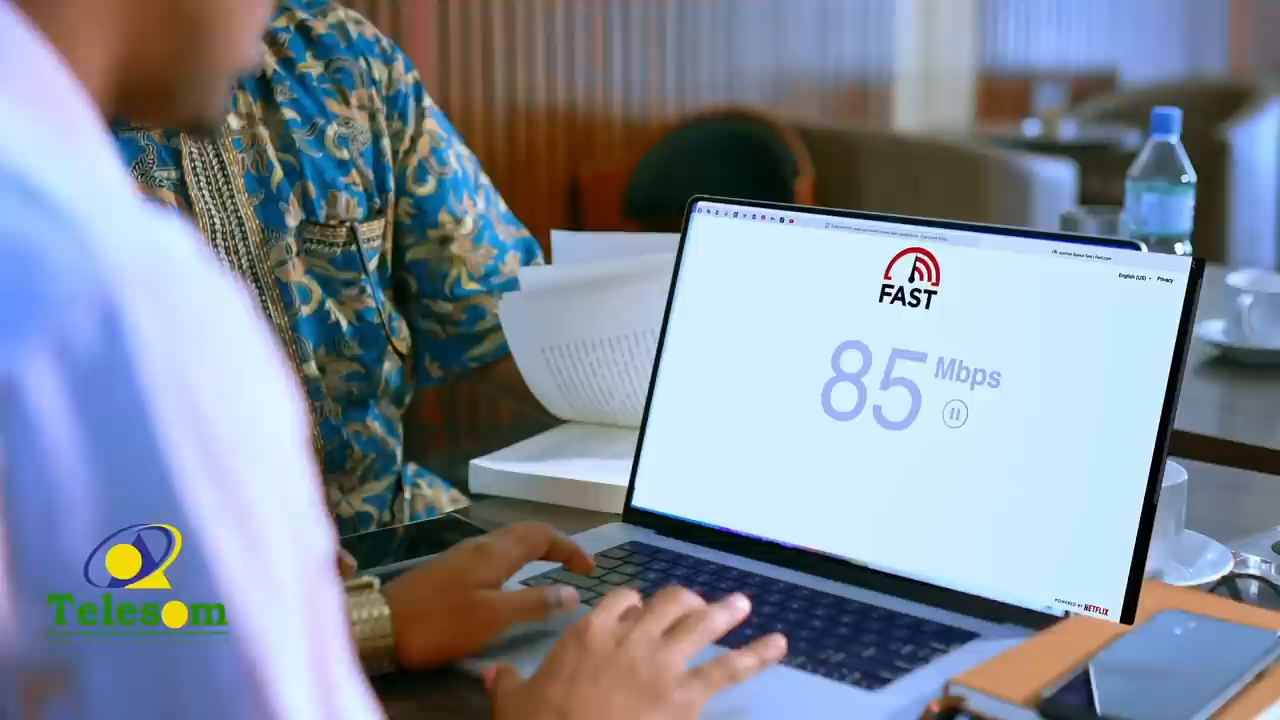 FAST
English (US)
Privacy
85 Mbps
POWERED BY NETFLIX
Telesom